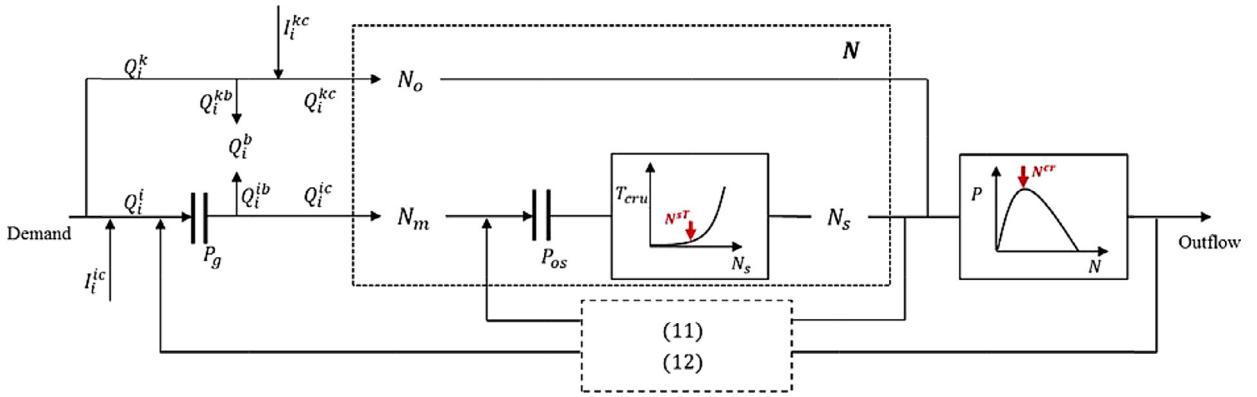 I_i^{kc}
N
Q_i^k
Q_i^{kb} Q_i^{kc} N_o
Q_i^b
Q_i^i Q_i^{ib} Q_i^{ic} N_m
T_{cru} N^{sT} N_s
N_s
P N^{cr} N
Demand
P_g P_{os}
Outflow
I_i^{ic}
(11)
(12)